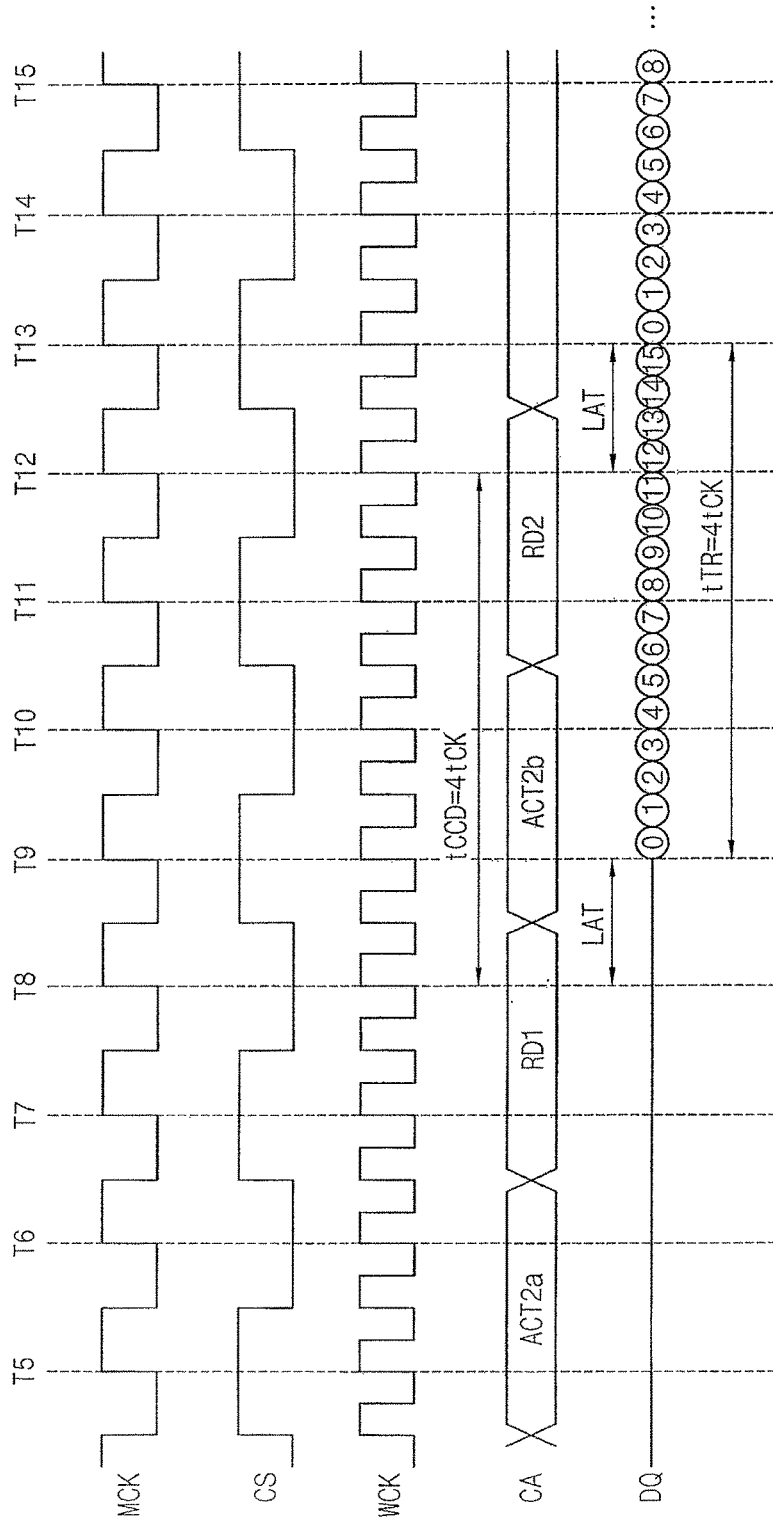 T5 T6 T7 T8 T9 T10 T11 T12 T13 T14 T15
MCK
CS
WCK
tCCD=4tCK
CA ACT2a RD1 ACT2b RD2
LAT LAT
DQ 0 1 2 3 4 5 6 7 8 9 10 11 12 13 14 15 0 1 2 3 4 5 6 7 8 ...
tTR=4tCK